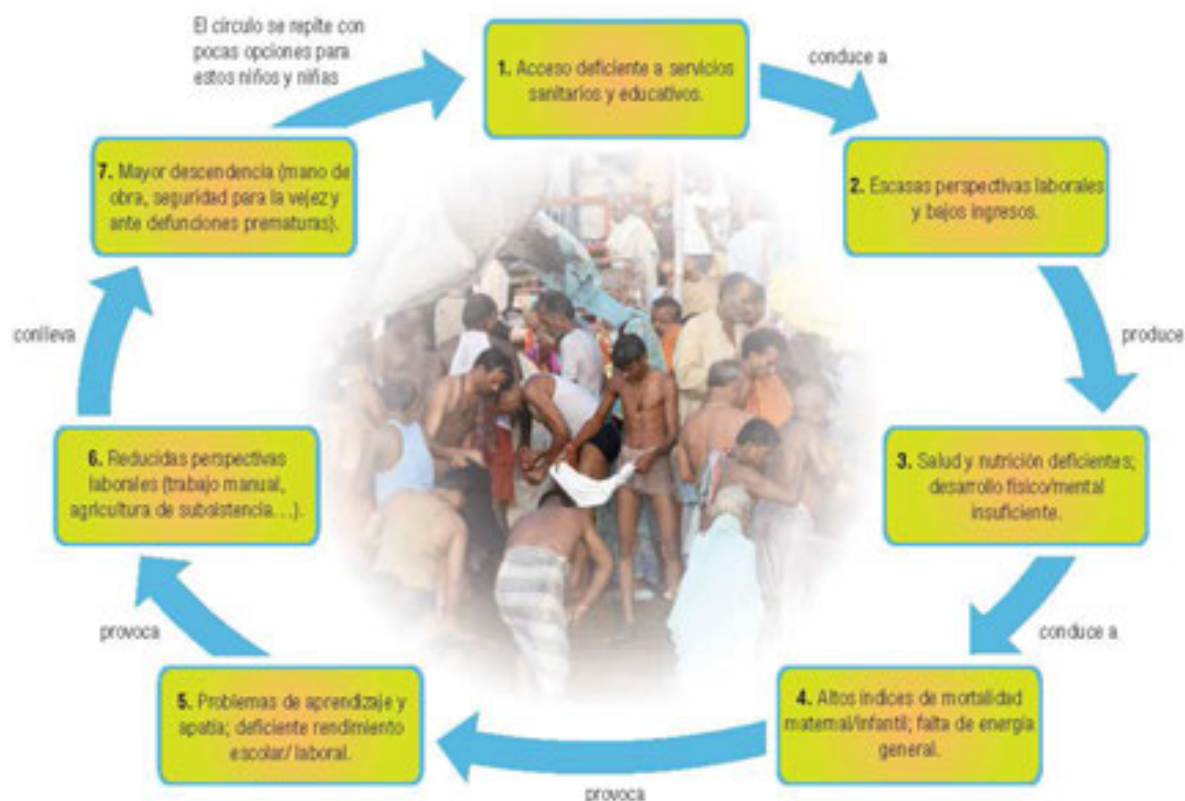 El círculo se repite con
pocas opciones para
estos niños y niñas
1. Acceso deficiente a servicios
sanitarios y educativos.
conduce a
2. Escasas perspectivas laborales
y bajos ingresos.
produce
3. Salud y nutrición deficientes;
desarrollo físico/mental
insuficiente.
conduce a
4. Altos índices de mortalidad
maternal/infantil; falta de energía
general.
provoca
5. Problemas de aprendizaje y
apatía; deficiente rendimiento
escolar/ laboral.
provoca
6. Reducidas perspectivas
laborales (trabajo manual,
agricultura de subsistencia...).
conlleva
7. Mayor descendencia (mano de
obra, seguridad para la vejez y
ante defunciones prematuras).